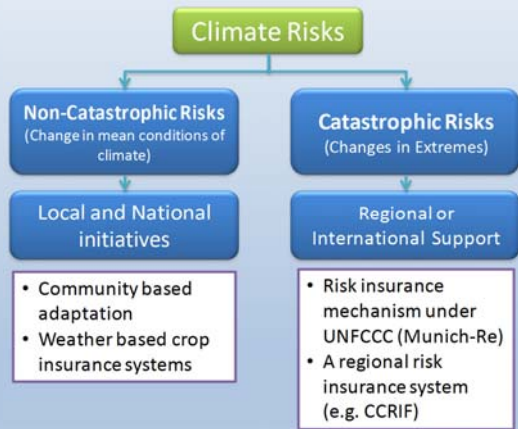 Climate Risks
Non-Catastrophic Risks
(Change in mean conditions of
climate)
Local and National
initiatives
• Community based
adaptation
• Weather based crop
insurance systems
Catastrophic Risks
(Changes in Extremes)
Regional or
International Support
• Risk insurance
mechanism under
UNFCCC (Munich-Re)
• A regional risk
insurance system
(e.g. CCRIF)